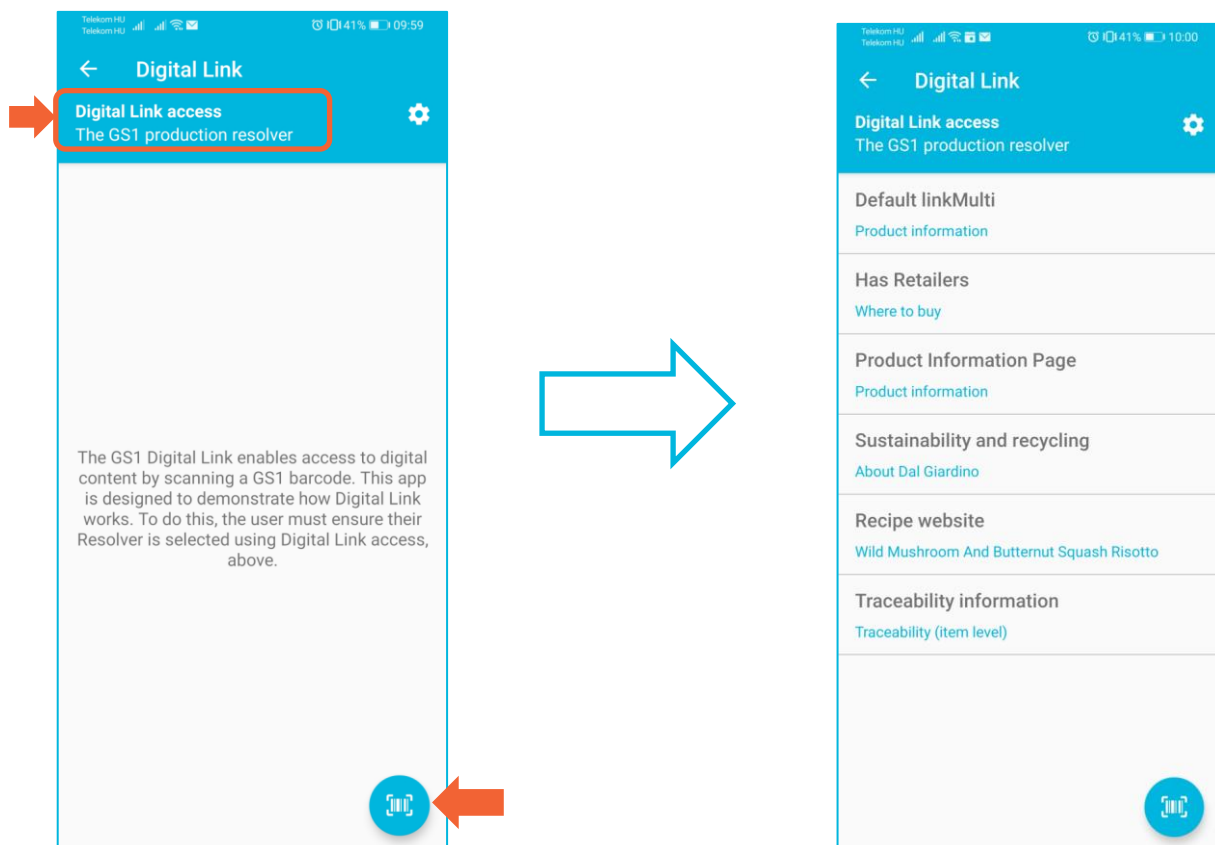 Telekom HU
Telekom HU
41% 09:59
Digital Link
Digital Link access
The GS1 production resolver
The GS1 Digital Link enables access to digital
content by scanning a GS1 barcode. This app
is designed to demonstrate how Digital Link
works. To do this, the user must ensure their
Resolver is selected using Digital Link access,
above.
Telekom HU
Telekom HU
41% 10:00
Digital Link
Digital Link access
The GS1 production resolver
Default linkMulti
Product information
Has Retailers
Where to buy
Product Information Page
Product information
Sustainability and recycling
About Dal Giardino
Recipe website
Wild Mushroom And Butternut Squash Risotto
Traceability information
Traceability (item level)